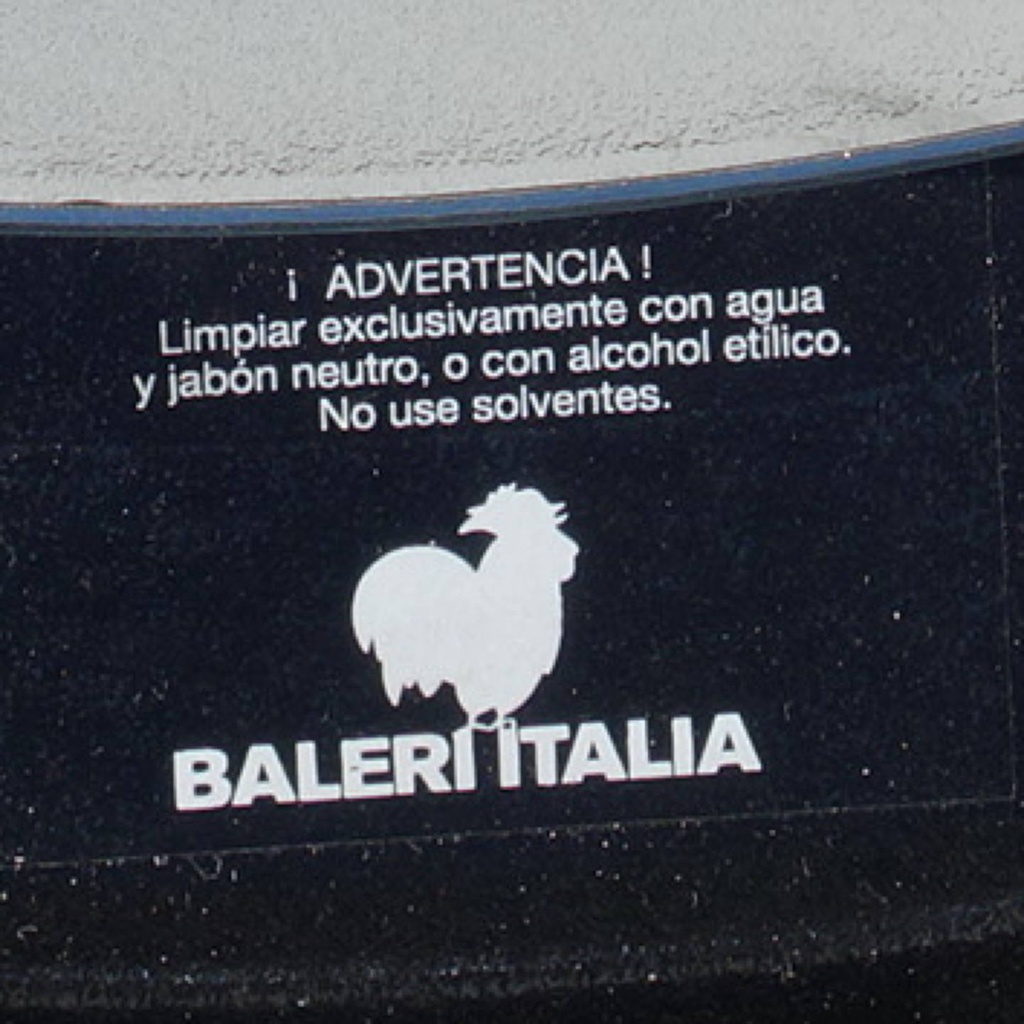 ¡ ADVERTENCIA !
Limpiar exclusivamente con agua
y jabón neutro, o con alcohol etílico.
No use solventes.
BALERI ITALIA